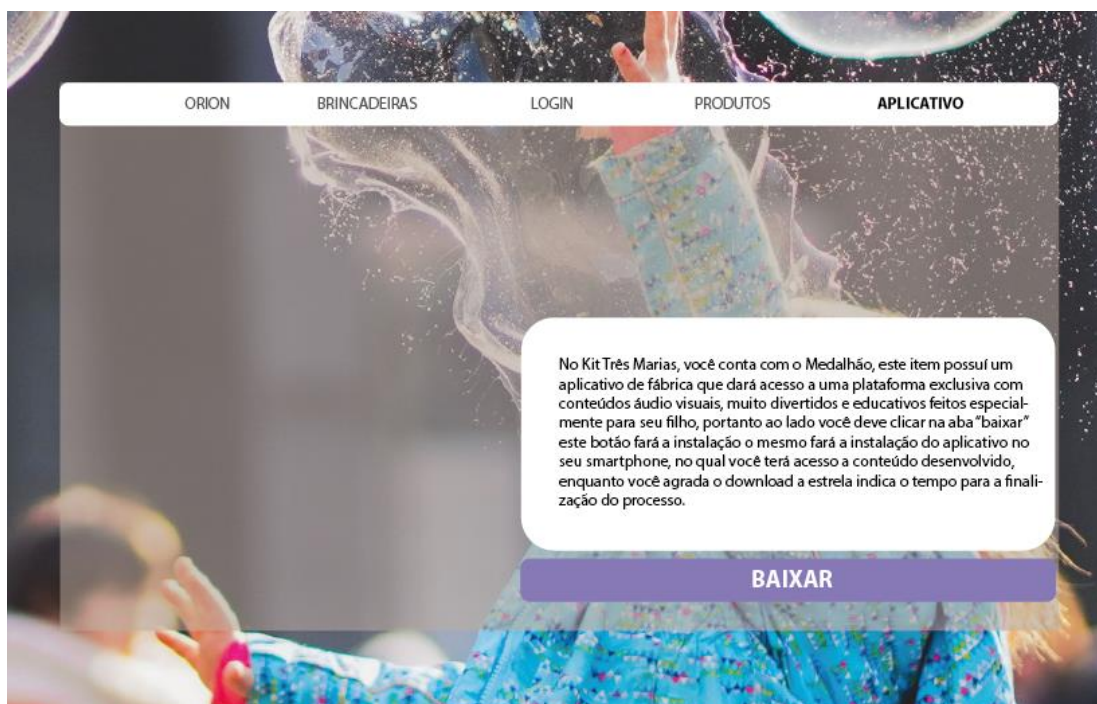 ORION BRINCADEIRAS LOGIN PRODUTOS APLICATIVO
No Kit Três Marias, você conta com o Medalhão, este item possuí um
aplicativo de fábrica que dará acesso a uma plataforma exclusiva com
conteúdos áudio visuais, muito divertidos e educativos feitos especial-
mente para seu filho, portanto ao lado você deve clicar na aba "baixar"
este botão fará a instalação o mesmo fará a instalação do aplicativo no
seu smartphone, no qual você terá acesso a conteúdo desenvolvido,
enquanto você agrada o download a estrela indica o tempo para a finali-
zação do processo.
BAIXAR